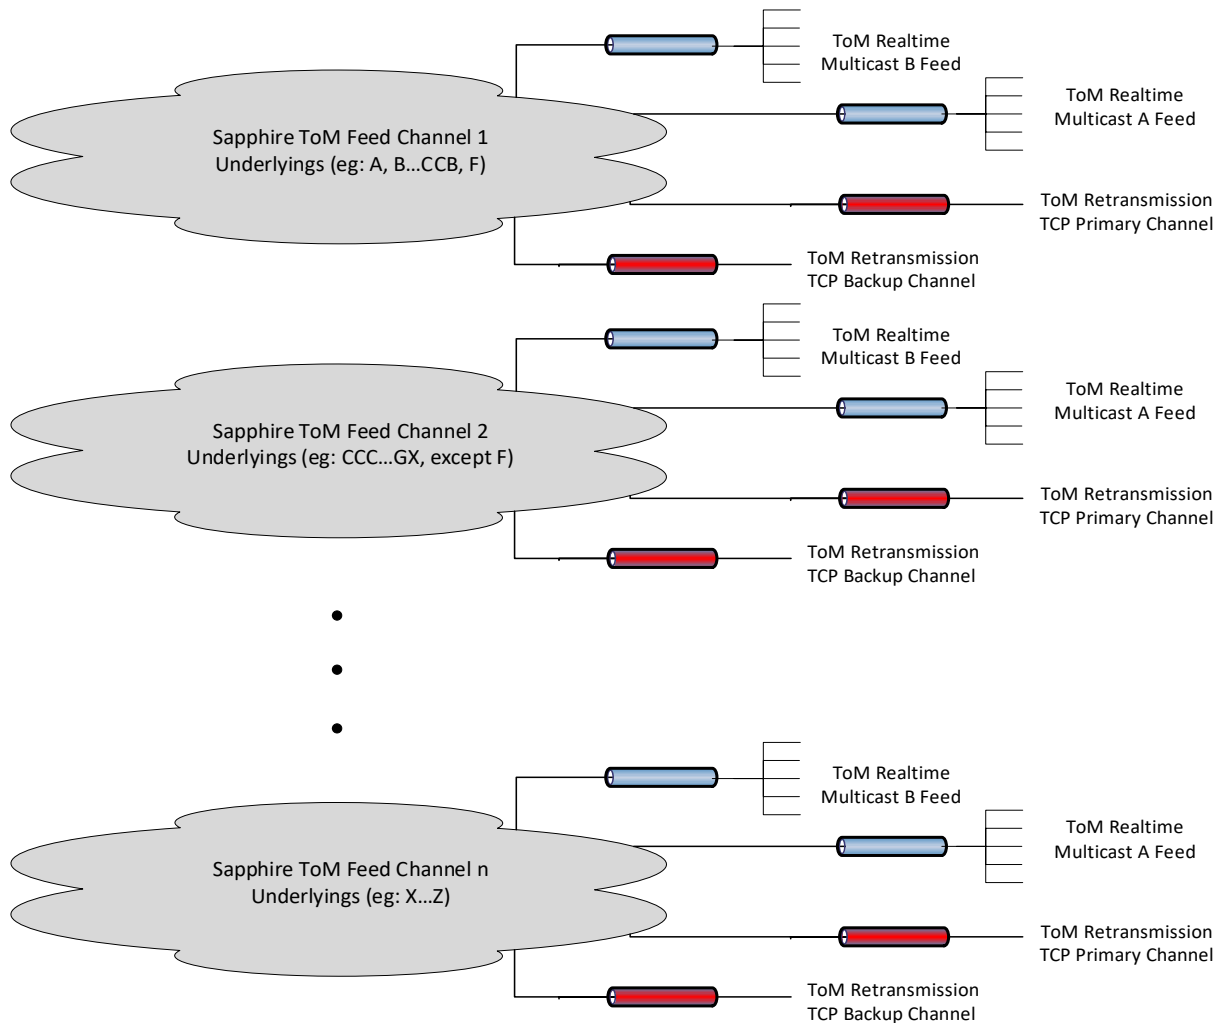 ToM Realtime
Multicast B Feed
ToM Realtime
Multicast A Feed
Sapphire ToM Feed Channel 1
Underlyings (eg: A, B...CCB, F)
ToM Retransmission
TCP Primary Channel
ToM Retransmission
TCP Backup Channel
ToM Realtime
Multicast B Feed
ToM Realtime
Multicast A Feed
Sapphire ToM Feed Channel 2
Underlyings (eg: CCC...GX, except F)
ToM Retransmission
TCP Primary Channel
ToM Retransmission
TCP Backup Channel
ToM Realtime
Multicast B Feed
ToM Realtime
Multicast A Feed
Sapphire ToM Feed Channel n
Underlyings (eg: X...Z)
ToM Retransmission
TCP Primary Channel
ToM Retransmission
TCP Backup Channel